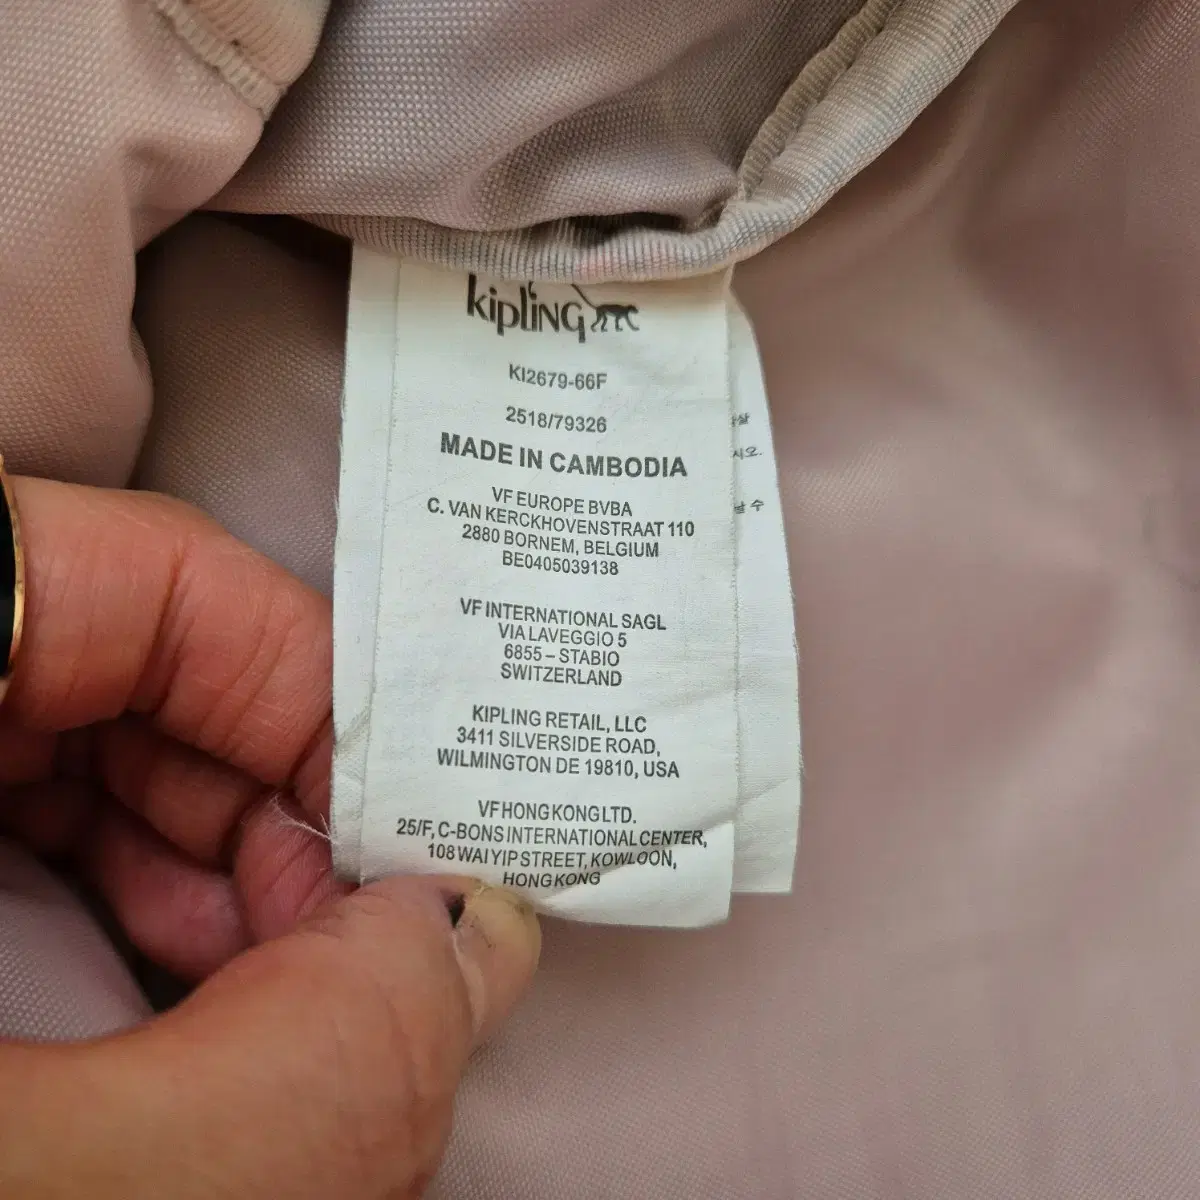 kipling
KI2679-66F
2518/79326
MADE IN CAMBODIA
VF EUROPE BVBA
C. VAN KERCKHOVENSTRAAT 110
2880 BORNEM, BELGIUM
BE0405039138
VF INTERNATIONAL SAGL
VIA LAVEGGIO 5
6855 – STABIO
SWITZERLAND
KIPLING RETAIL, LLC
3411 SILVERSIDE ROAD,
WILMINGTON DE 19810, USA
VF HONG KONG LTD.
25/F, C-BONS INTERNATIONAL CENTER,
108 WAI YIP STREET, KOWLOON,
HONG KONG